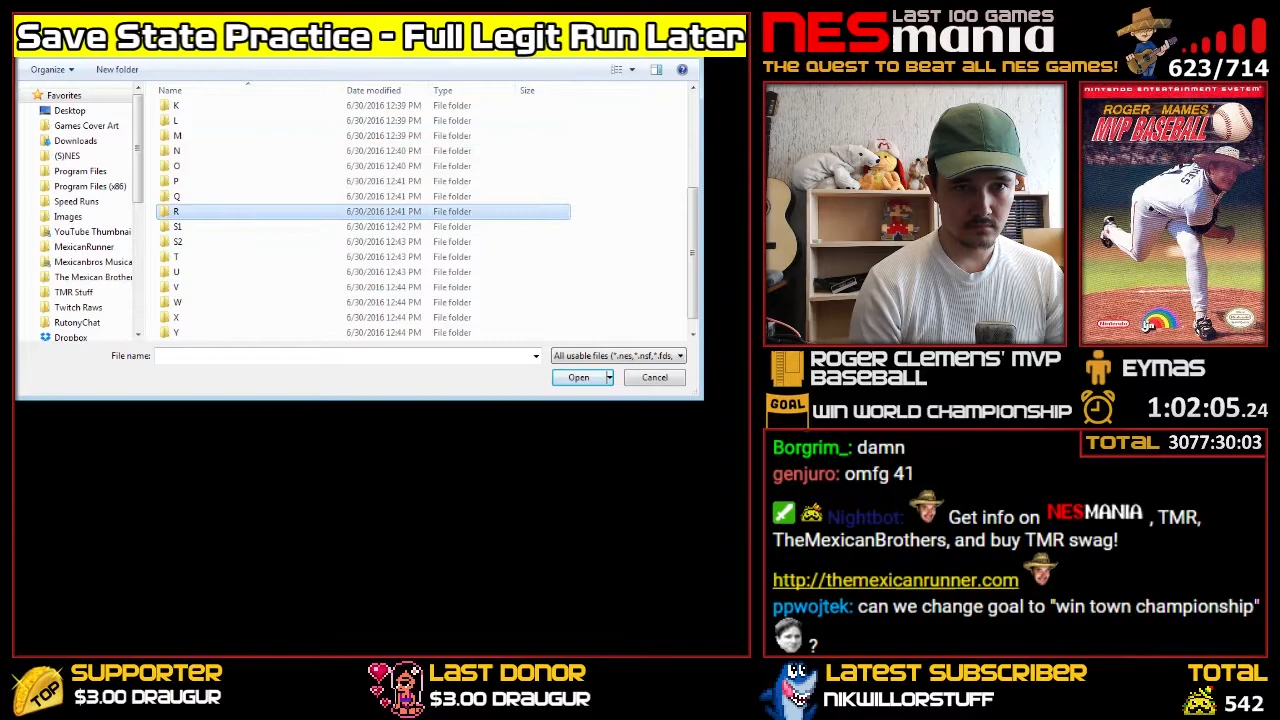 Save State Practice - Full Legit Run Later
Organize
New folder
Favorites
Desktop
Games Cover Art
Downloads
(S)NES
Program Files
Program Files (x86)
Speed Runs
Images
YouTube Thumbnai
MexicanRunner
Mexicanbros Musica
The Mexican Brother
TMR Stuff
Twitch Raws
RutonyChat
Dropbox
Name Date modified Type Size
K 6/30/2016 12:39 PM File folder
L 6/30/2016 12:39 PM File folder
M 6/30/2016 12:39 PM File folder
N 6/30/2016 12:40 PM File folder
O 6/30/2016 12:40 PM File folder
P 6/30/2016 12:41 PM File folder
Q 6/30/2016 12:41 PM File folder
R 6/30/2016 12:41 PM File folder
S1 6/30/2016 12:42 PM File folder
S2 6/30/2016 12:43 PM File folder
T 6/30/2016 12:43 PM File folder
U 6/30/2016 12:43 PM File folder
V 6/30/2016 12:44 PM File folder
W 6/30/2016 12:44 PM File folder
X 6/30/2016 12:44 PM File folder
Y 6/30/2016 12:44 PM File folder
File name:
All usable files (*.nes,*.nsf,*.fds,
Open
Cancel
NES LAST 100 GAMES
mania
THE QUEST TO BEAT ALL NES GAMES!
623/714
NINTENDO ENTERTAINMENT SYSTEM
ROGER MAMES'
MVP BASEBALL
Nintendo
ROGER CLEMENS' MVP
BASEBALL
EYMAS
GOAL
WIN WORLD CHAMPIONSHIP
1:02:05.24
TOTAL 3077:30:03
Borgrim_: damn
genjuro: omfg 41
Nightbot: Get info on NESMANIA , TMR,
TheMexicanBrothers, and buy TMR swag!
http://themexicanrunner.com
ppwojtek: can we change goal to "win town championship"
?
TOP
SUPPORTER
$3.00 DRAUGUR
LAST DONOR
$3.00 DRAUGUR
LATEST SUBSCRIBER
NIKWILLORSTUFF
TOTAL
542